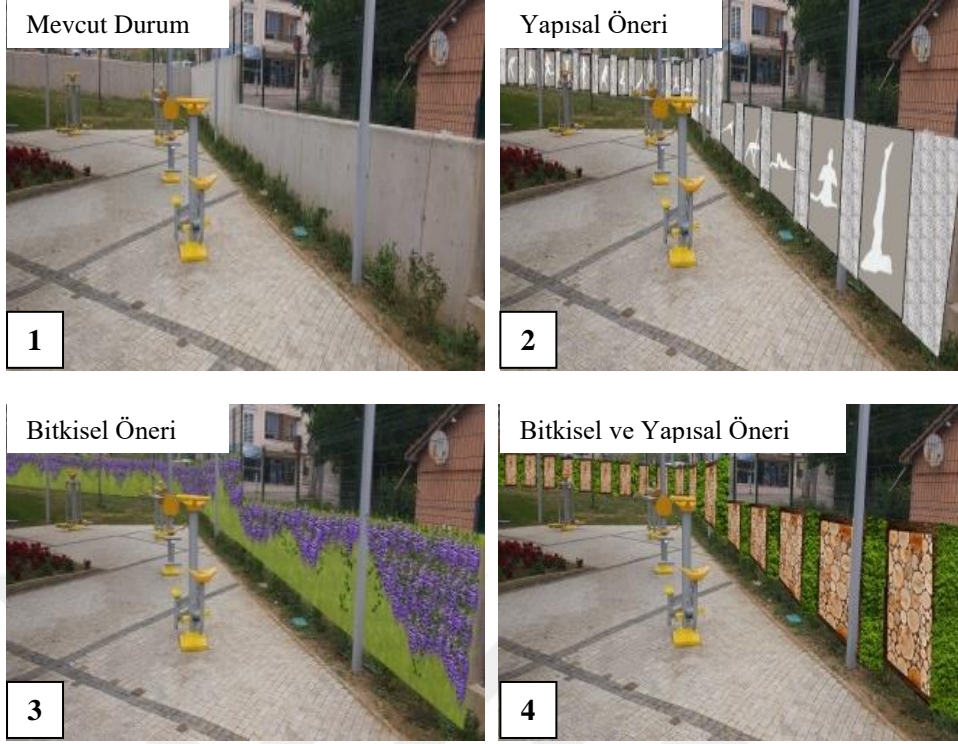 Mevcut Durum
Yapısal Öneri
1
2
Bitkisel Öneri
Bitkisel ve Yapısal Öneri
3
4